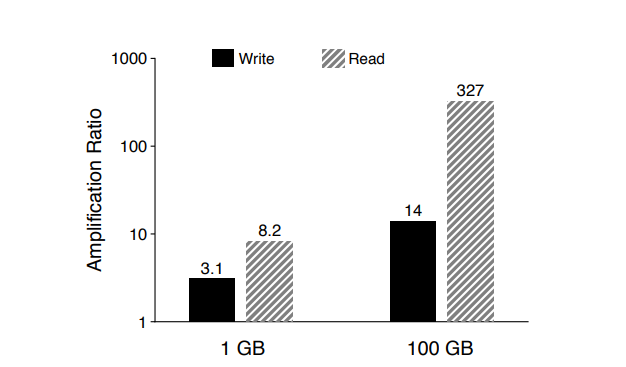 Write
Read
Amplification Ratio
1000
100
10
1
3.1
8.2
14
327
1 GB
100 GB